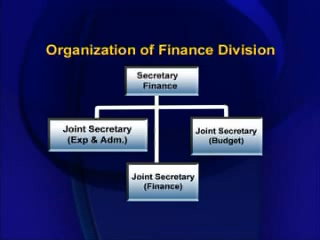 Organization of Finance Division
Secretary
Finance
Joint Secretary
(Exp & Adm.)
Joint Secretary
(Budget)
Joint Secretary
(Finance)